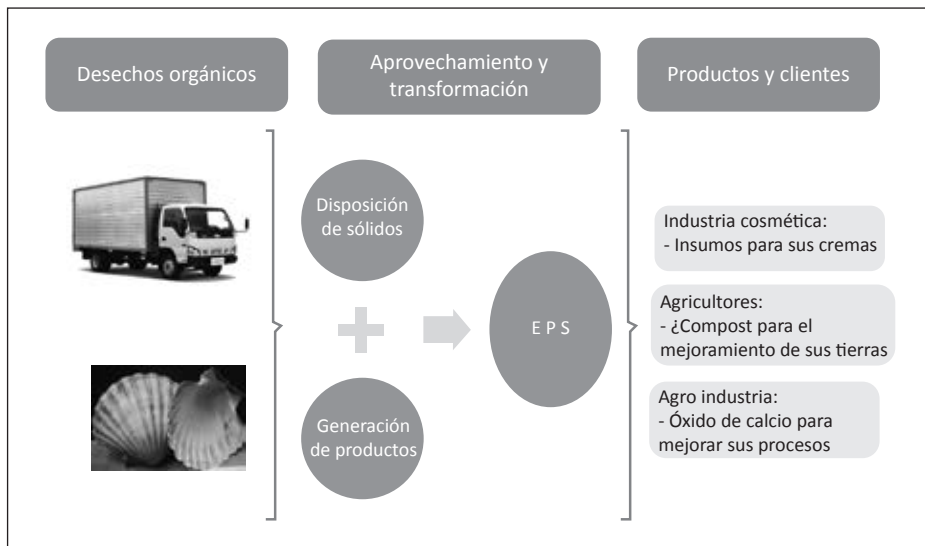 Desechos orgánicos
Aprovechamiento y
transformación
Productos y clientes
Disposición
de sólidos
Generación
de productos
E P S
Industria cosmética:
- Insumos para sus cremas
Agricultores:
- ¿Compost para el
mejoramiento de sus tierras
Agro industria:
- Óxido de calcio para
mejorar sus procesos